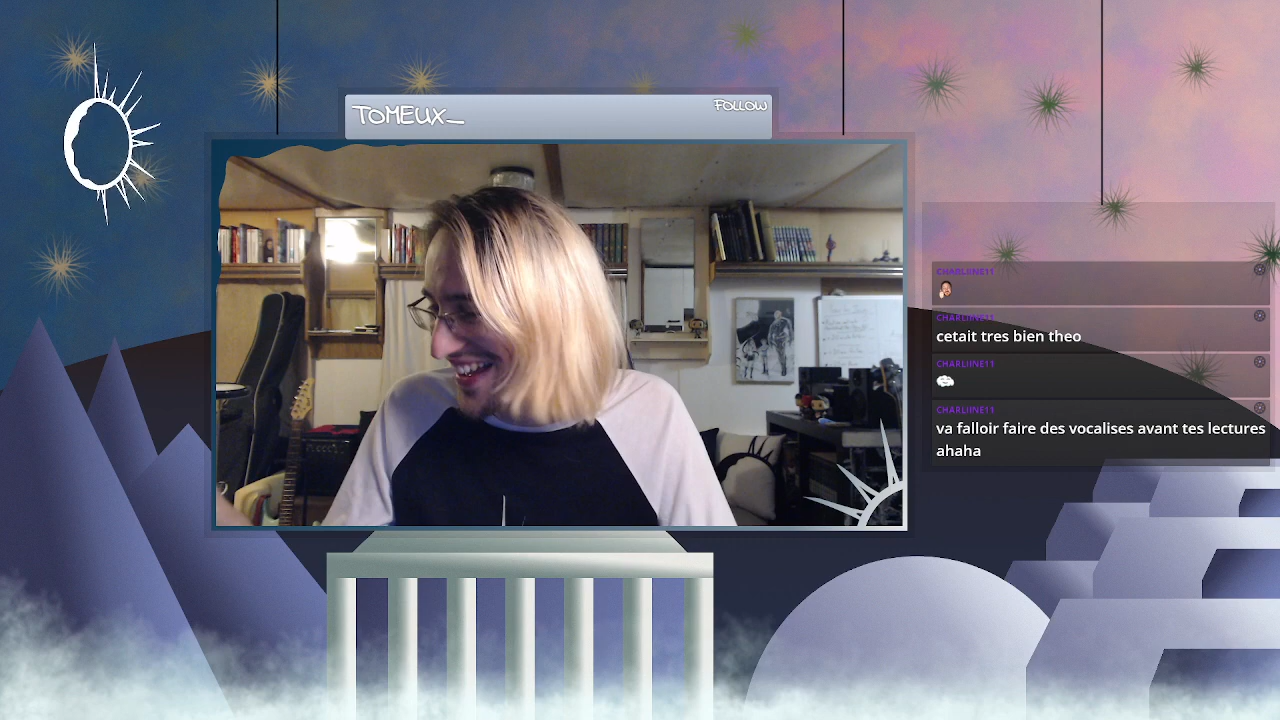 TOMEUX_
FOLLOW
CHARLIINE11
CHARLIINE11
cetait tres bien theo
CHARLIINE11
CHARLIINE11
va falloir faire des vocalises avant tes lectures
ahaha